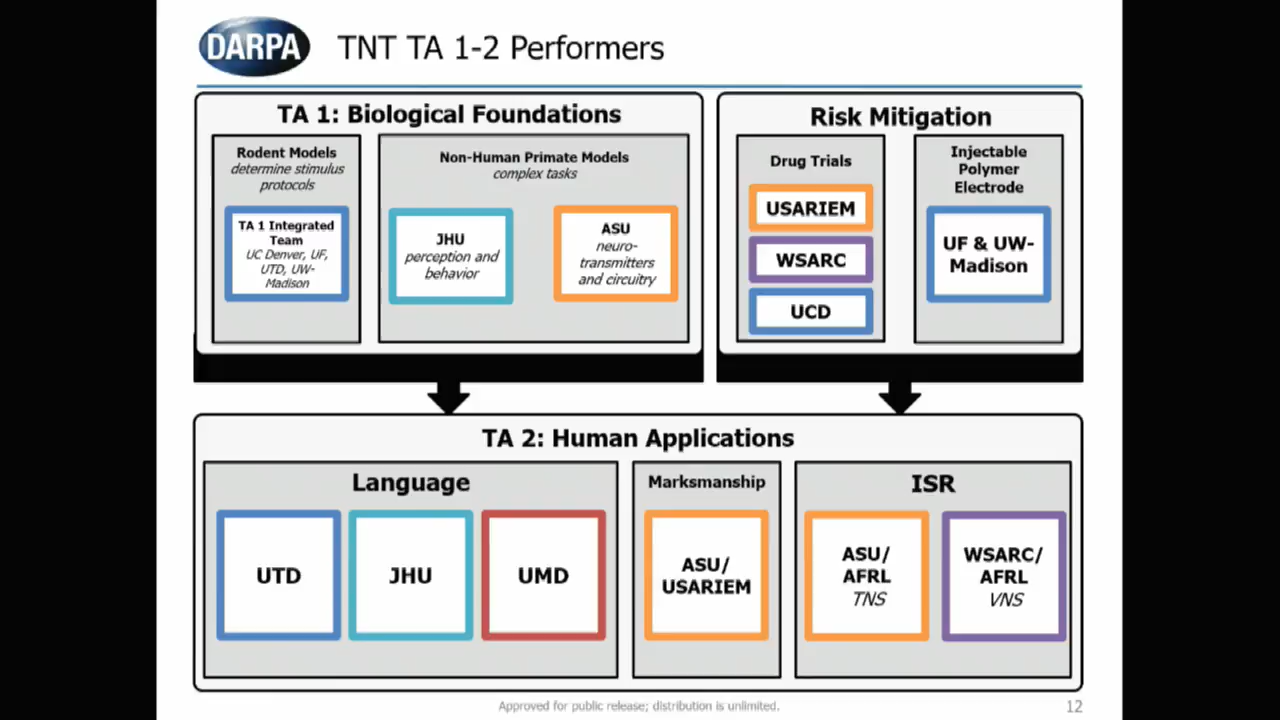 DARPA
TNT TA 1-2 Performers
TA 1: Biological Foundations
Rodent Models
determine stimulus
protocols
TA 1 Integrated
Team
UC Denver, UF,
UTD, UW-
Madison
Non-Human Primate Models
complex tasks
JHU
perception and
behavior
ASU
neuro-
transmitters
and circuitry
Risk Mitigation
Drug Trials
USARIEM
WSARC
UCD
Injectable
Polymer
Electrode
UF & UW-
Madison
TA 2: Human Applications
Language
UTD
JHU
UMD
Marksmanship
ASU/
USARIEM
ISR
ASU/
AFRL
TNS
WSARC/
AFRL
VNS
Approved for public release; distribution is unlimited.
12